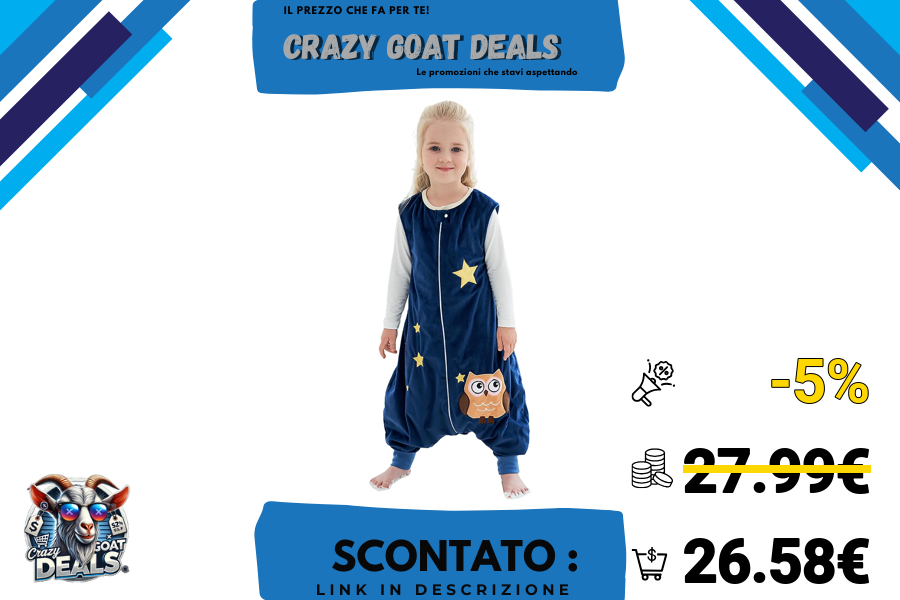 IL PREZZO CHE FA PER TE!
CRAZY GOAT DEALS
Le promozioni che stavi aspettando
-5%
27.99€
26.58€
$
Crazy GOAT
DEALS
SCONTATO :
LINK IN DESCRIZIONE